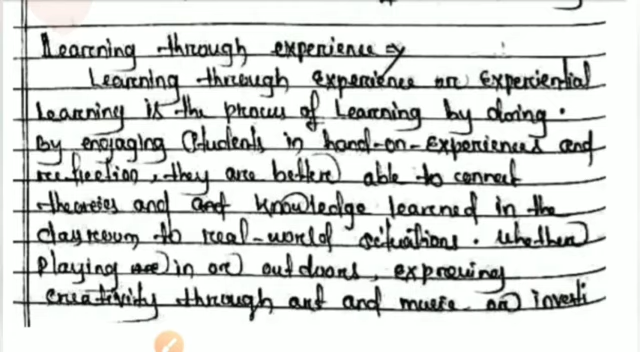 Learning through experience =>
Learning through experience or Experiential
Learning is the process of Learning by doing.
By engaging Students in hand-on-Experiences and
reflection, they are better able to connect
theories and and knowledge learned in the
classroom to real-world situations. Whether
Playing in or outdoors, expressing
creativity through art and music or investi